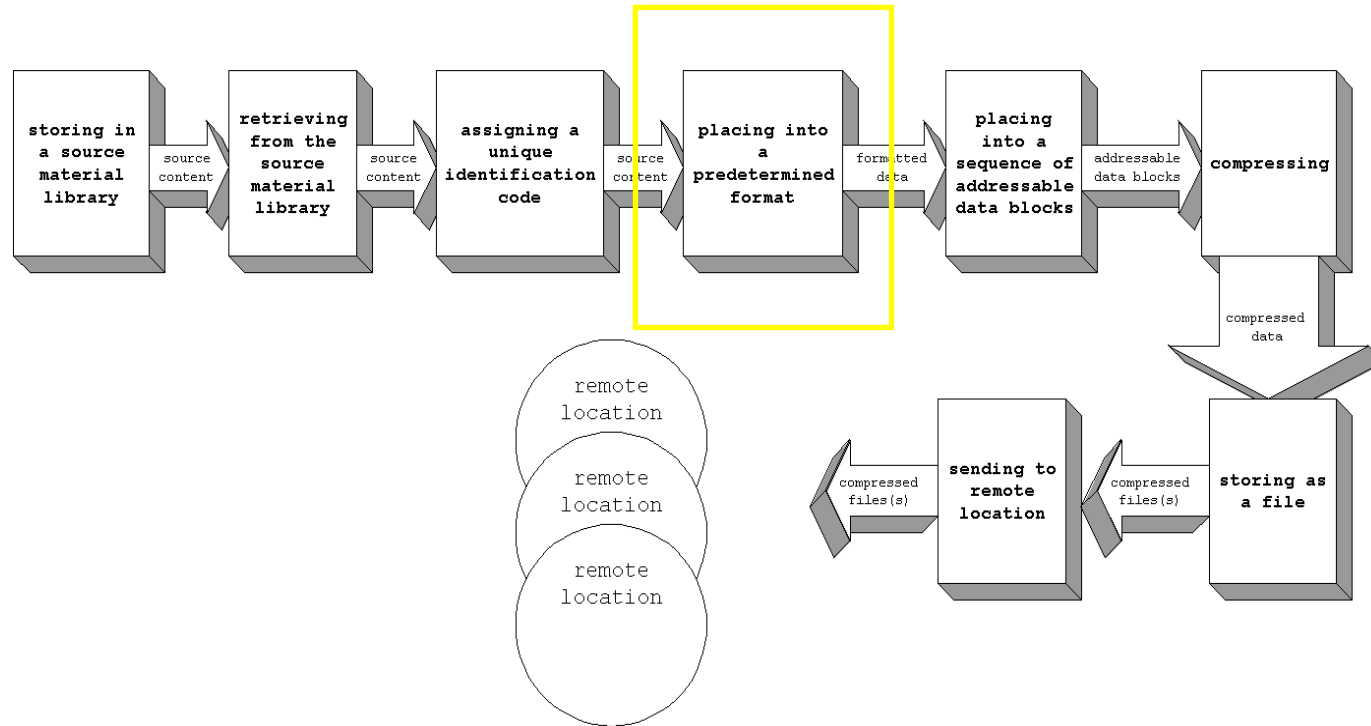 storing in
a source
material
library
source
content
retrieving
from the
source
material
library
source
content
assigning a
unique
identification
code
source
content
placing into
a
predetermined
format
formatted
data
placing
into a
sequence of
addressable
data blocks
addressable
data blocks
compressing
compressed
data
storing as
a file
compressed
files(s)
sending to
remote
location
compressed
files(s)
remote
location
remote
location
remote
location